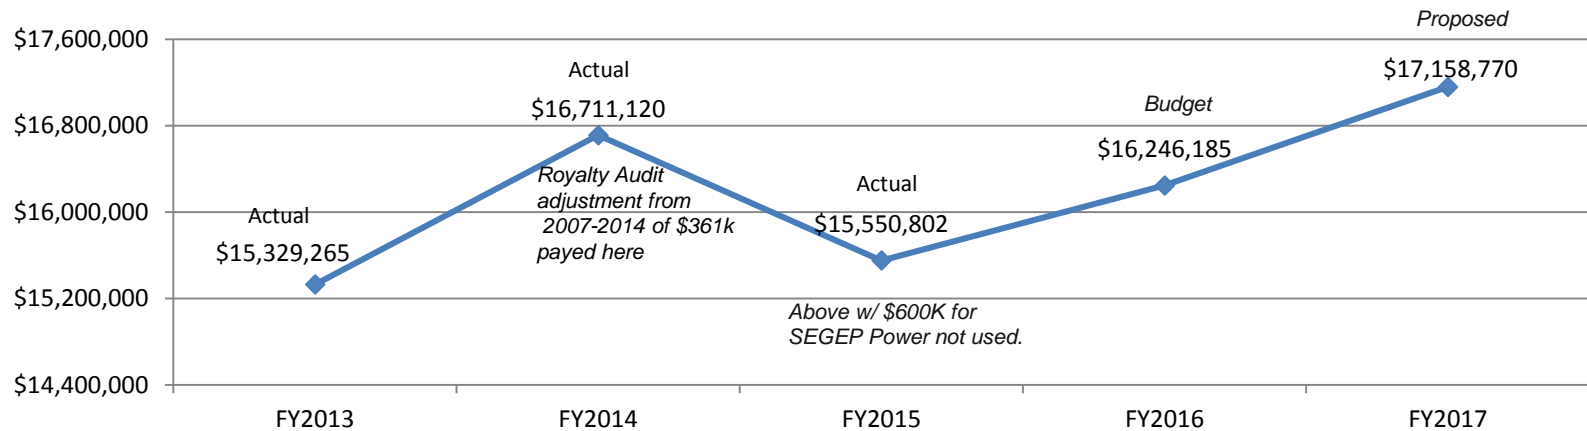 Proposed
$17,600,000
Actual
$17,158,770
Budget
$16,711,120
$16,800,000
$16,246,185
Royalty Audit
adjustment from
2007-2014 of $361k
payed here
Actual
$16,000,000
Actual
$15,550,802
$15,329,265
$15,200,000
Above w/ $600K for
SEGEP Power not used.
$14,400,000
FY2013 FY2014 FY2015 FY2016 FY2017